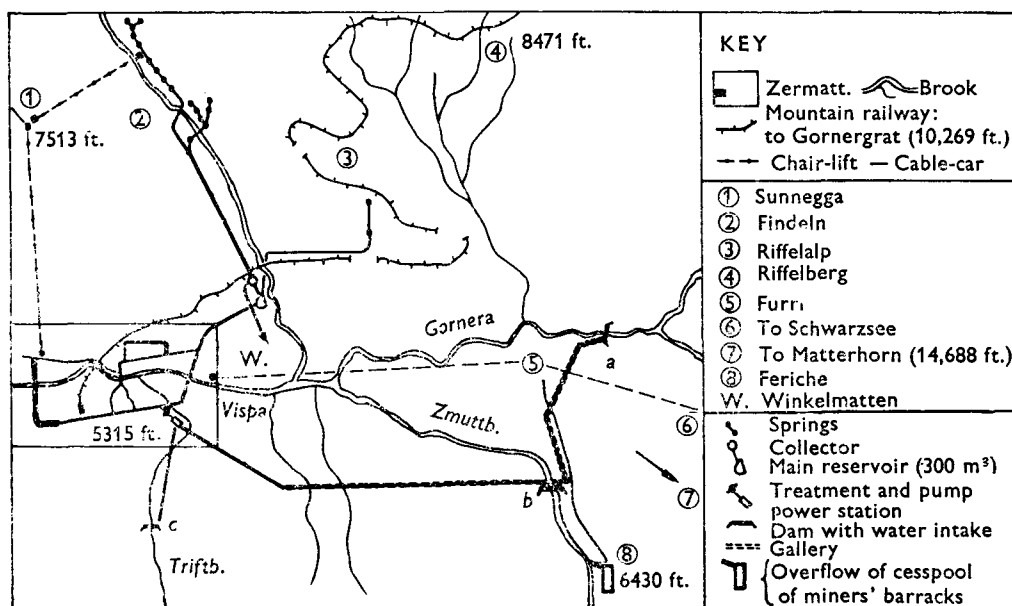 ①
7513 ft.
②
③
④
8471 ft.
Gornera
a
⑤
W.
Vispa
5315 ft.
Zmuttb.
⑥
⑦
b
c
Triftb.
⑧
6430 ft.
KEY
Zermatt. Brook
Mountain railway:
to Gornergrat (10,269 ft.)
Chair-lift — Cable-car
① Sunnegga
② Findeln
③ Riffelalp
④ Riffelberg
⑤ Furri
⑥ To Schwarzsee
⑦ To Matterhorn (14,688 ft.)
⑧ Feriche
W. Winkelmatten
Springs
Collector
Main reservoir (300 m³)
Treatment and pump
power station
Dam with water intake
Gallery
Overflow of cesspool
of miners' barracks